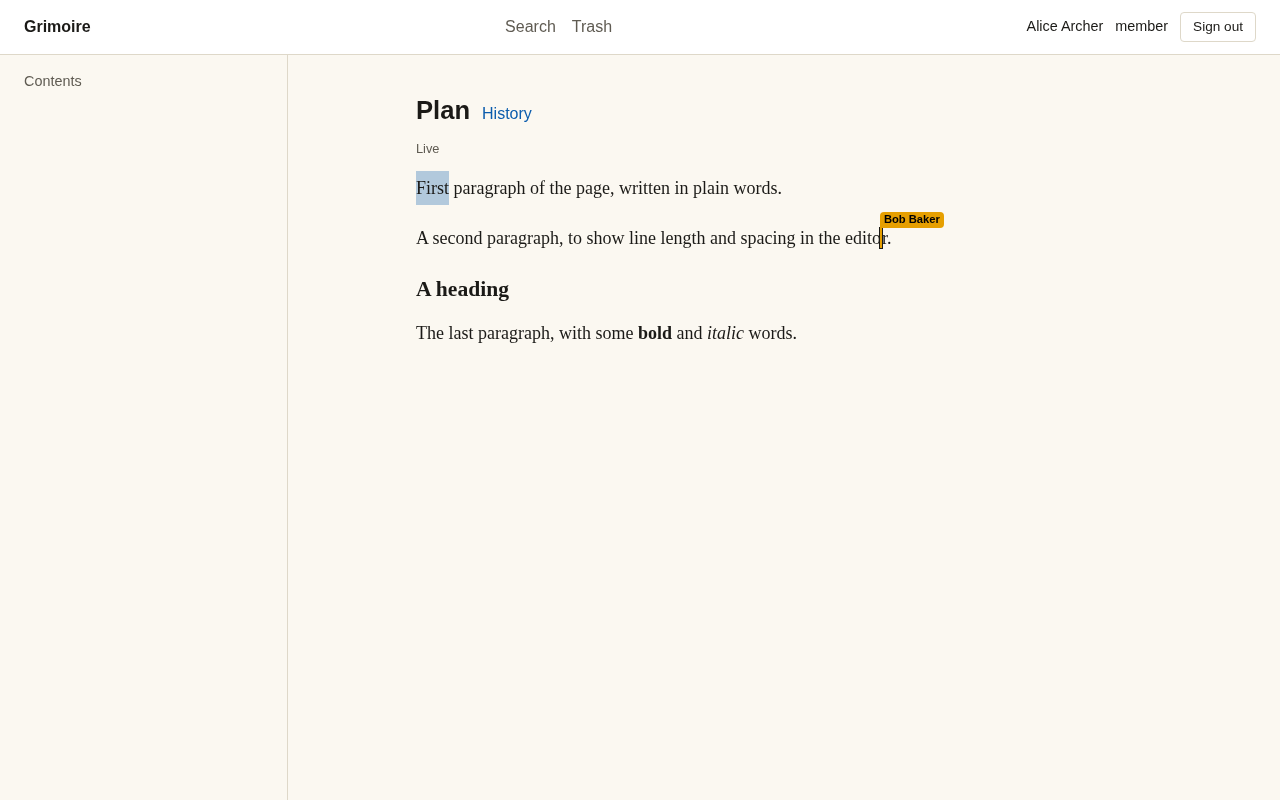 Grimoire
Search Trash
Alice Archer member Sign out
Contents
Plan History
Live
First paragraph of the page, written in plain words.
Bob Baker
A second paragraph, to show line length and spacing in the editor.
A heading
The last paragraph, with some bold and italic words.